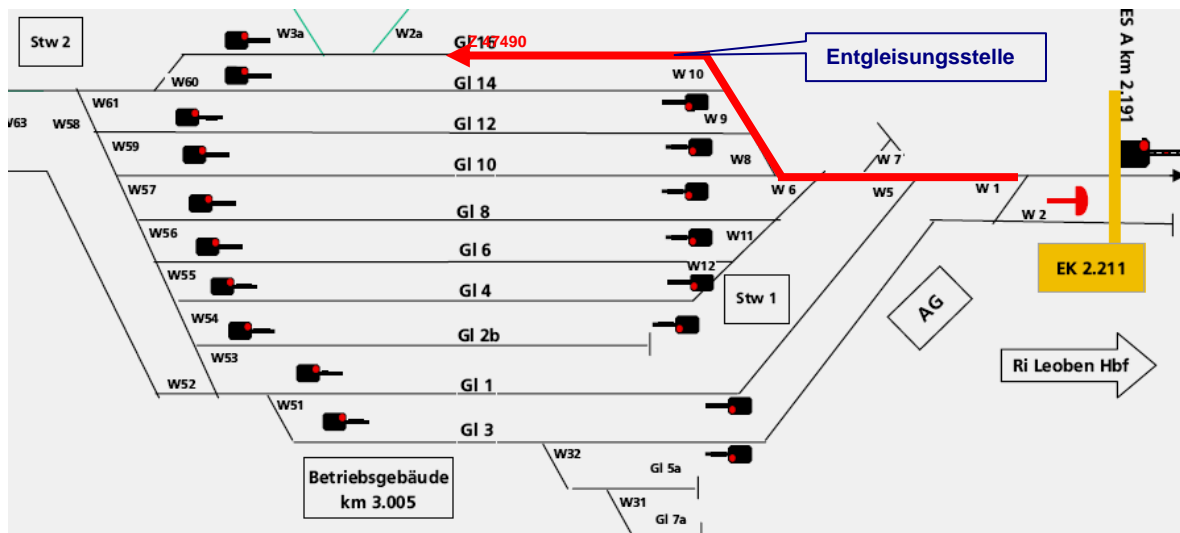 Stw 2
W3a
W2a
Gl 16
Z 47490
Entgleisungsstelle
ES A km 2.191
W60
Gl 14
W 10
W61
W63
W58
Gl 12
W 9
W59
Gl 10
W8
W 7
W57
W 6
W5
W 1
Gl 8
W 2
W56
Gl 6
W11
W55
W12
EK 2.211
Gl 4
Stw 1
AG
W54
Gl 2b
W53
Ri Leoben Hbf
W52
Gl 1
W51
Gl 3
W32
Gl 5a
Betriebsgebäude
km 3.005
W31
Gl 7a